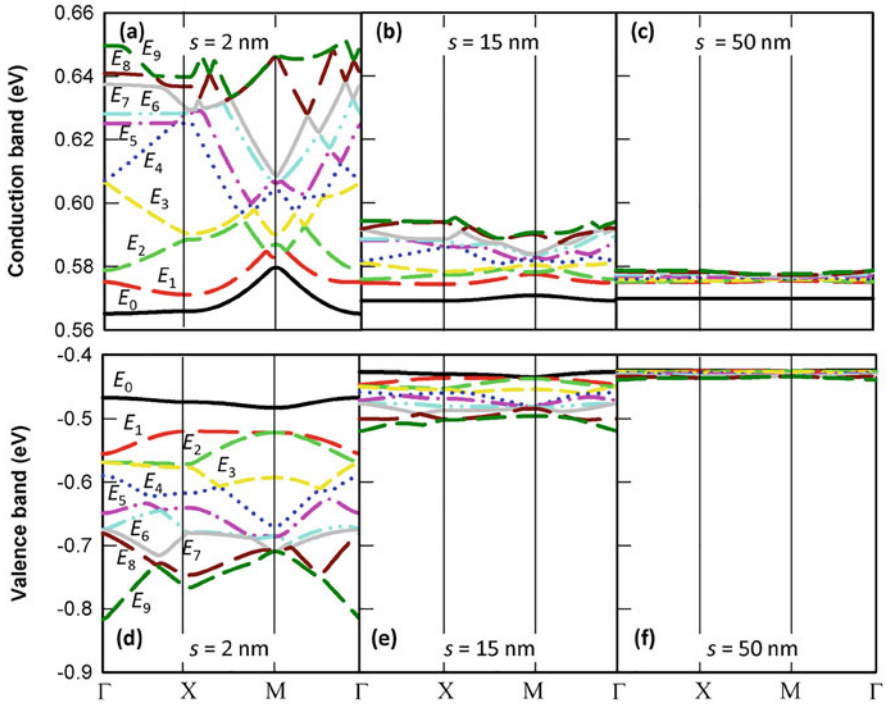 Conduction band (eV)
0.66
0.64
0.62
0.60
0.58
0.56
(a)
s = 2 nm
E9
E8
E7
E6
E5
E4
E3
E2
E1
E0
(b)
s = 15 nm
(c)
s = 50 nm
Valence band (eV)
-0.4
-0.5
-0.6
-0.7
-0.8
-0.9
E0
E1
E2
E3
E4
E5
E6
E7
E8
E9
(d)
s = 2 nm
(e)
s = 15 nm
(f)
s = 50 nm
Γ X M Γ X M Γ X M Γ